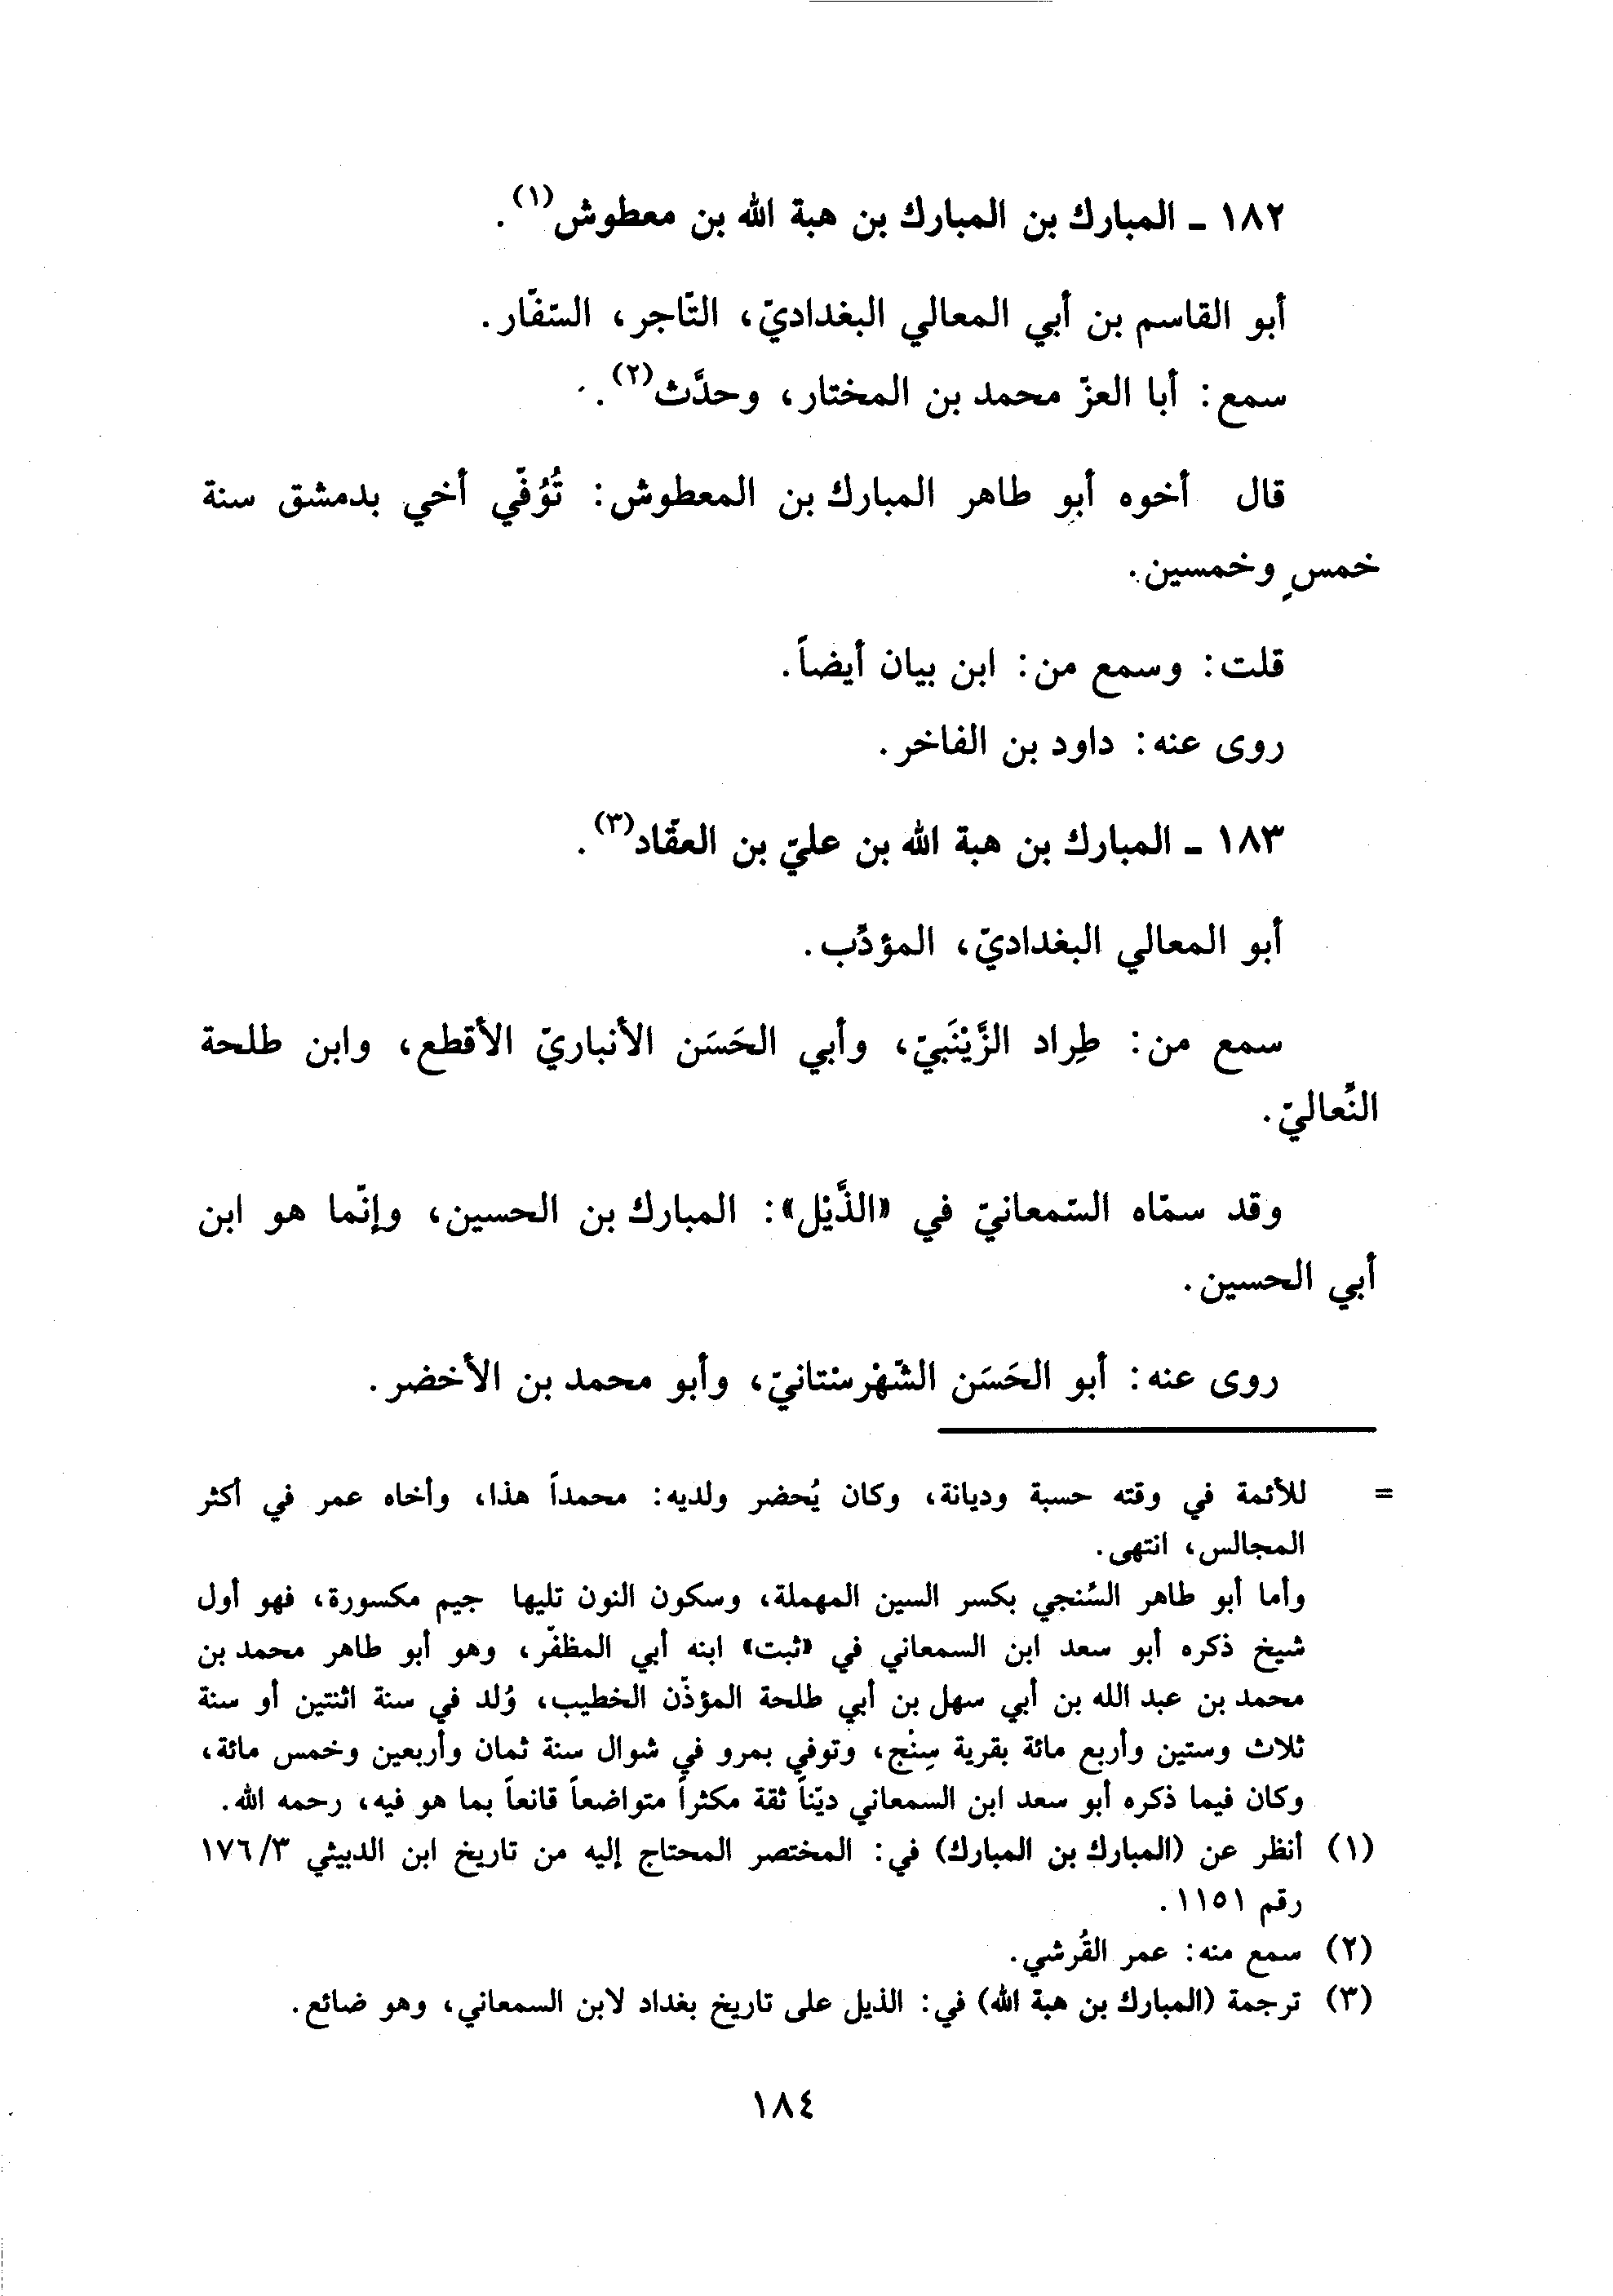 ١٨٢ ـ المبارك بن المبارك بن هبة الله بن معطوش(١).
أبو القاسم بن أبي المعالي البغداديّ، التّاجر، السّفّار.
سمع: أبا العزّ محمد بن المختار، وحدَّث(٢).
قال أخوه أبو طاهر المبارك بن المعطوش: تُوُفّي أخي بدمشق سنة
خمسٍ وخمسين.
قلت: وسمع من: ابن بيان أيضاً.
روى عنه: داود بن الفاخر.
١٨٣ ـ المبارك بن هبة الله بن عليّ بن العقّاد(٣).
أبو المعالي البغداديّ، المؤدِّب.
سمع من: طِراد الزَّيْنَبيّ، وأبي الحَسَن الأنباريّ الأقطع، وابن طلحة
النِّعاليّ.
وقد سمّاه السّمعانيّ في «الذَّيْل»: المبارك بن الحسين، وإنّما هو ابن
أبي الحسين.
روى عنه: أبو الحَسَن الشّهْرسْتانيّ، وأبو محمد بن الأخضر.
= للأئمة في وقته حسبة وديانة، وكان يُحضر ولديه: محمداً هذا، وأخاه عمر في أكثر
المجالس، انتهى.
وأما أبو طاهر السِّنجي بكسر السين المهملة، وسكون النون تليها جيم مكسورة، فهو أول
شيخ ذكره أبو سعد ابن السمعاني في «ثبت» ابنه أبي المظفّر، وهو أبو طاهر محمد بن
محمد بن عبد الله بن أبي سهل بن أبي طلحة المؤذّن الخطيب، وُلد في سنة اثنتين أو سنة
ثلاث وستين وأربع مائة بقرية سِنْج، وتوفي بمرو في شوال سنة ثمان وأربعين وخمس مائة،
وكان فيما ذكره أبو سعد ابن السمعاني ديّناً ثقة مكثراً متواضعاً قانعاً بما هو فيه، رحمه الله.
(١) أنظر عن (المبارك بن المبارك) في: المختصر المحتاج إليه من تاريخ ابن الدبيثي ٣/ ١٧٦
رقم ١١٥١.
(٢) سمع منه: عمر القُرشي.
(٣) ترجمة (المبارك بن هبة الله) في: الذيل على تاريخ بغداد لابن السمعاني، وهو ضائع.
١٨٤